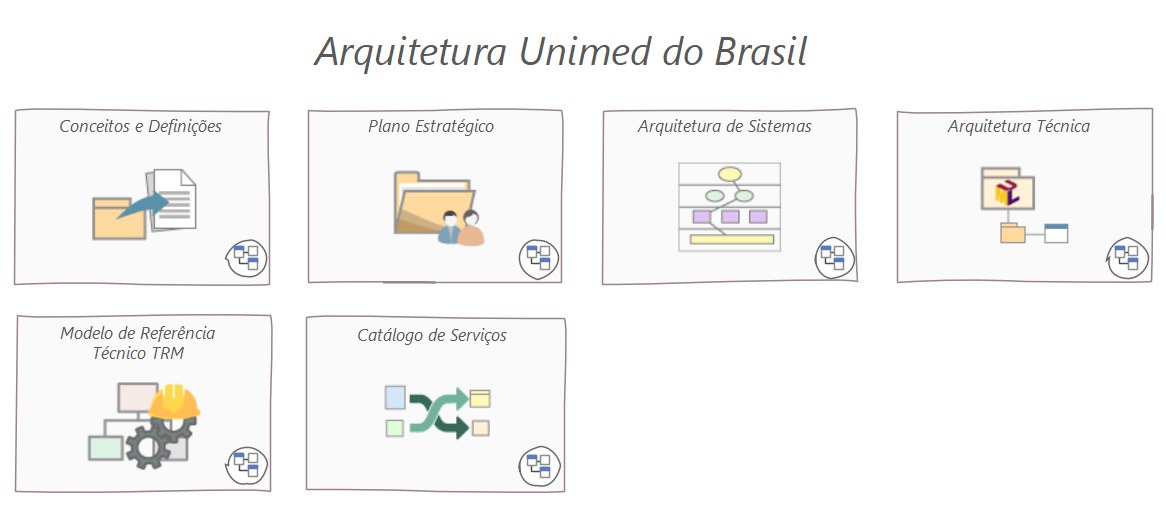 Arquitetura Unimed do Brasil
Conceitos e Definições
Plano Estratégico
Arquitetura de Sistemas
Arquitetura Técnica
Modelo de Referência
Técnico TRM
Catálogo de Serviços